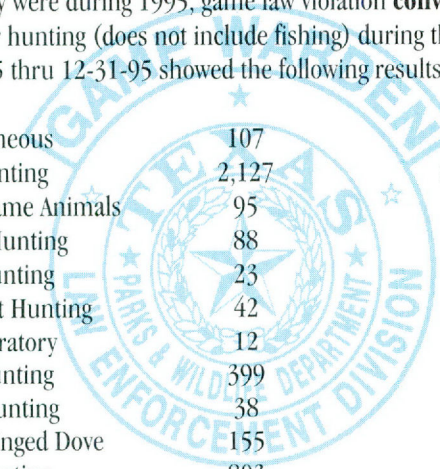 were during 1995, game law violation conv
hunting (does not include fishing) during th
thru 12-31-95 showed the following results
neous 107
nting 2,127
ame Animals 95
Hunting 88
unting 23
t Hunting 42
ratory 12
unting 399
unting 38
nged Dove 155
GAME WARDEN
TEXAS
PARKS & WILDLIFE DEPARTMENT
LAW ENFORCEMENT DIVISION